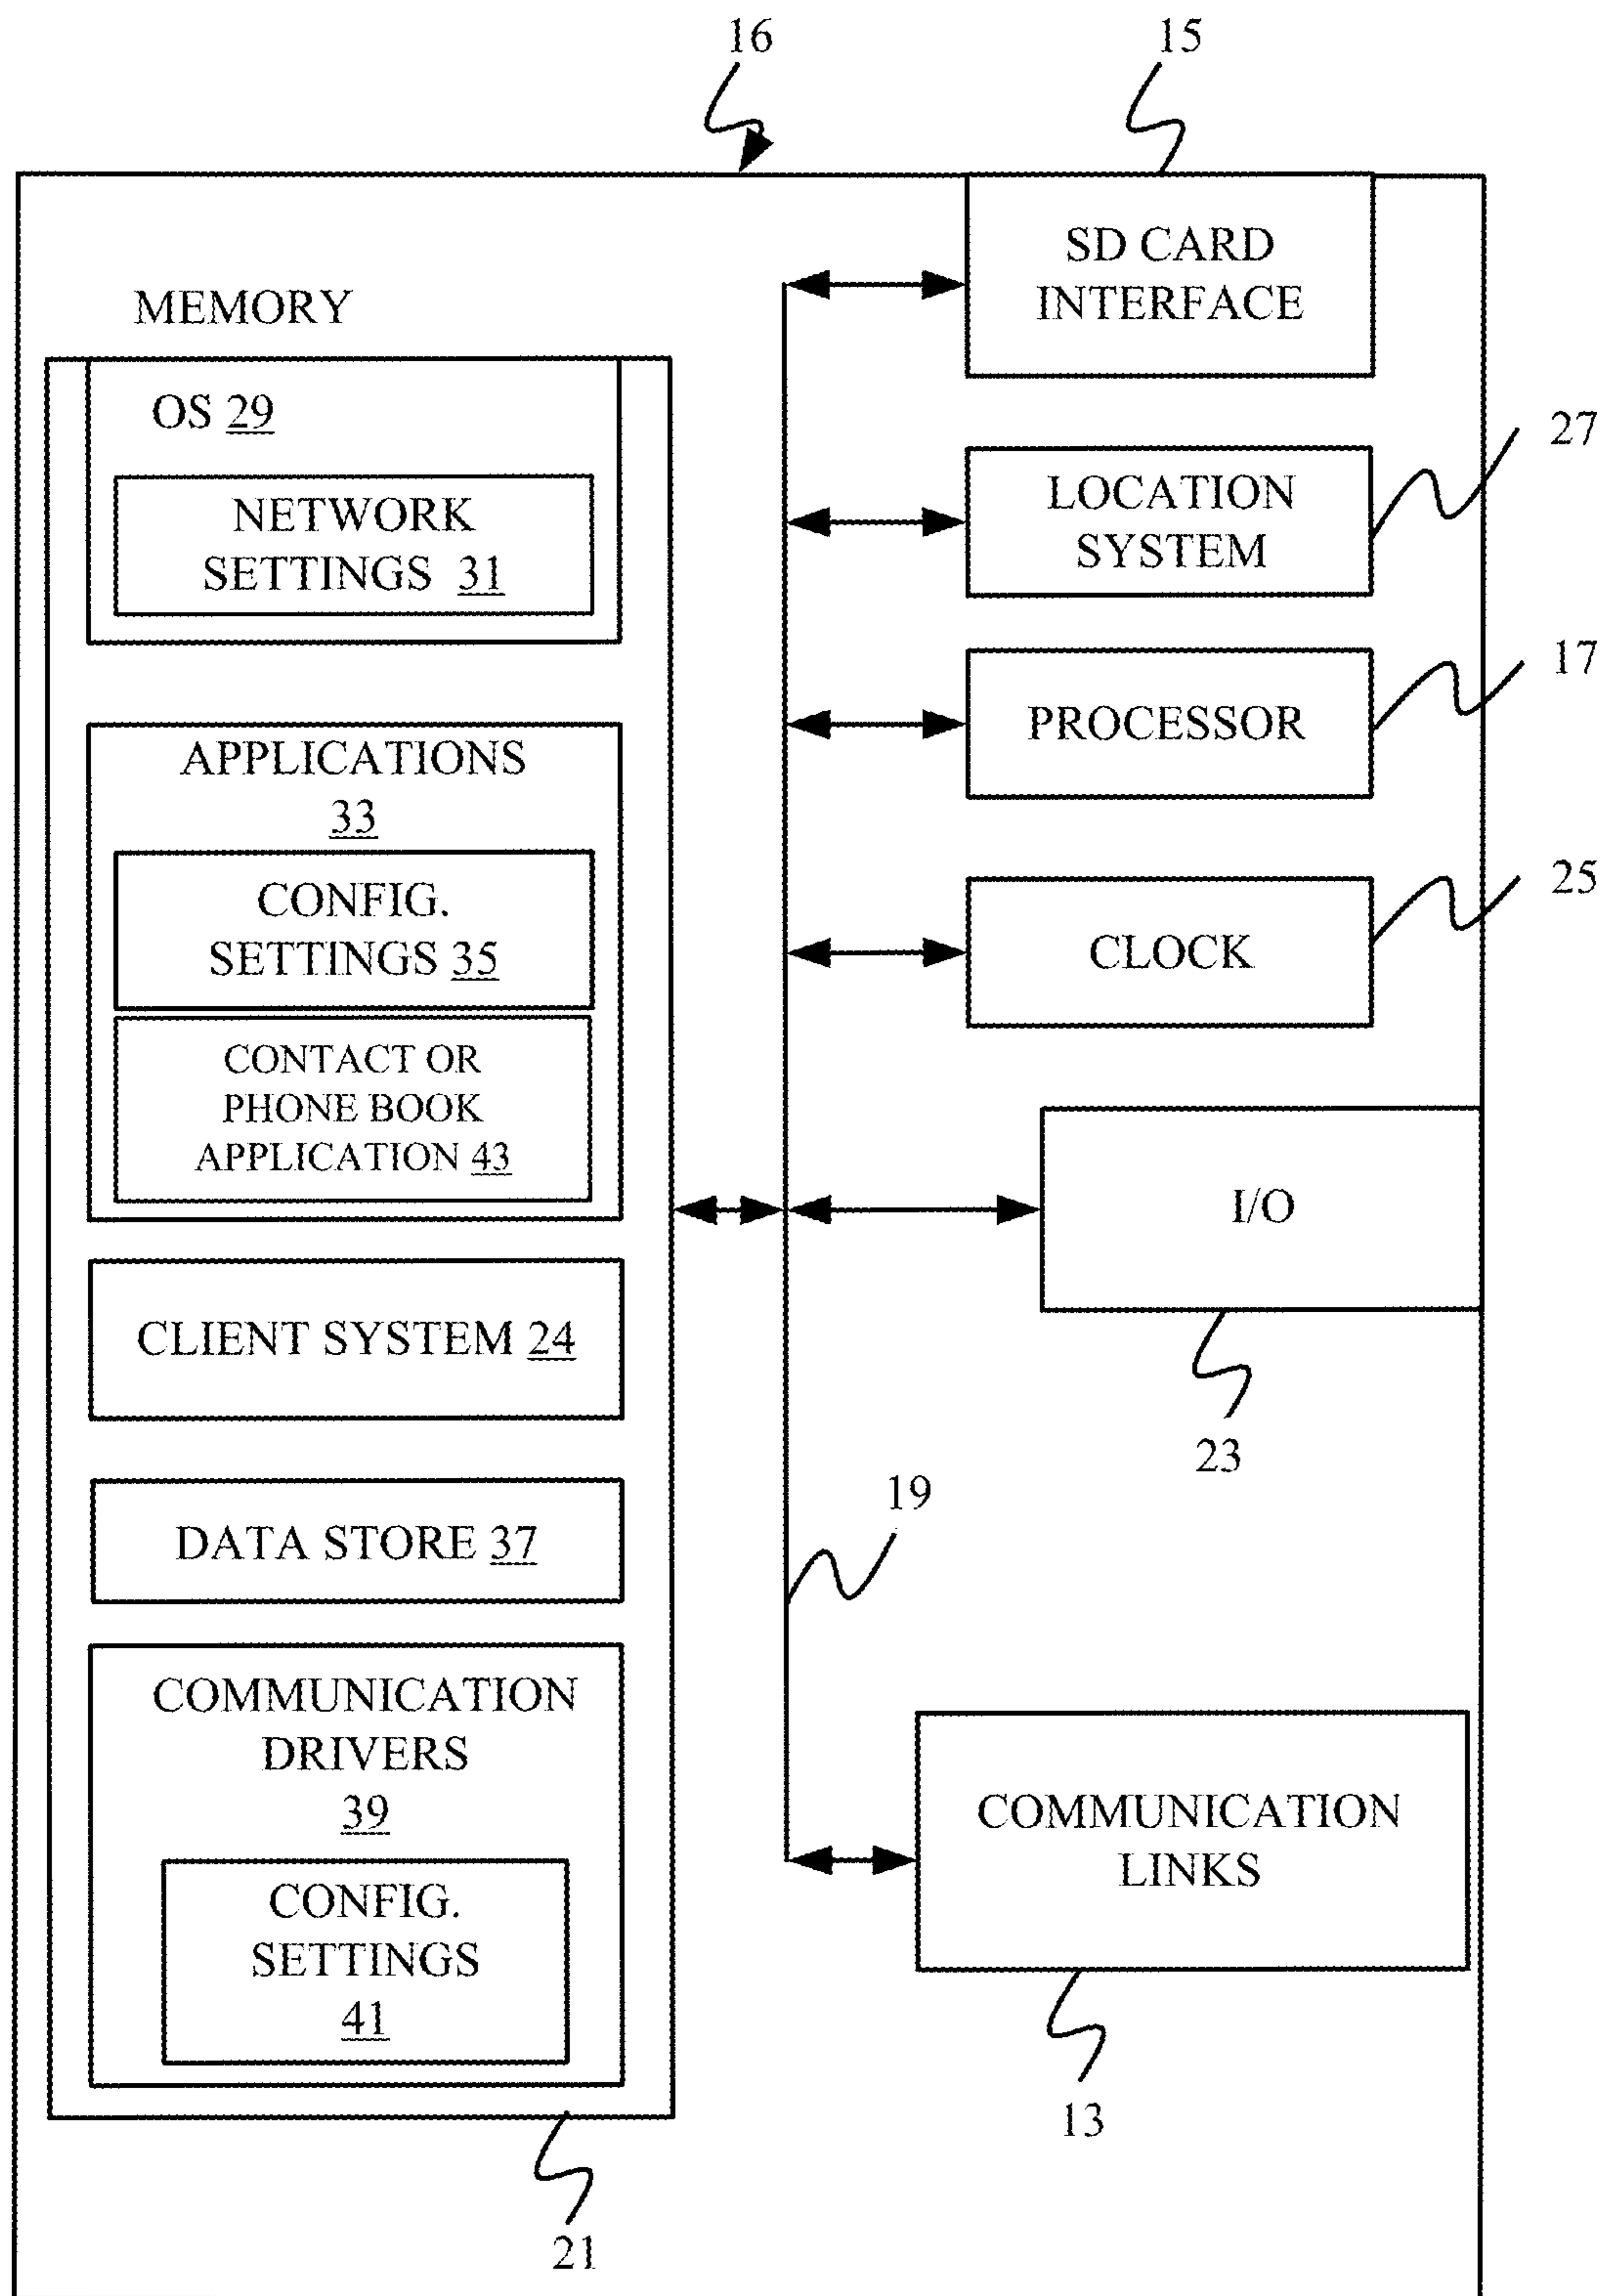 16
15
SD CARD
INTERFACE
MEMORY
OS 29
NETWORK
SETTINGS 31
27
LOCATION
SYSTEM
17
PROCESSOR
APPLICATIONS
33
CONFIG.
SETTINGS 35
25
CLOCK
CONTACT OR
PHONE BOOK
APPLICATION 43
I/O
23
CLIENT SYSTEM 24
19
DATA STORE 37
COMMUNICATION
DRIVERS
39
CONFIG.
SETTINGS
41
COMMUNICATION
LINKS
13
21